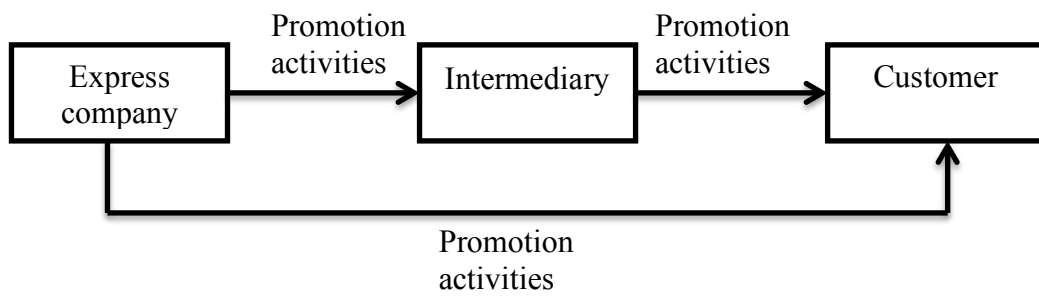 Promotion
activities
Promotion
activities
Express
company
Intermediary
Customer
Promotion
activities